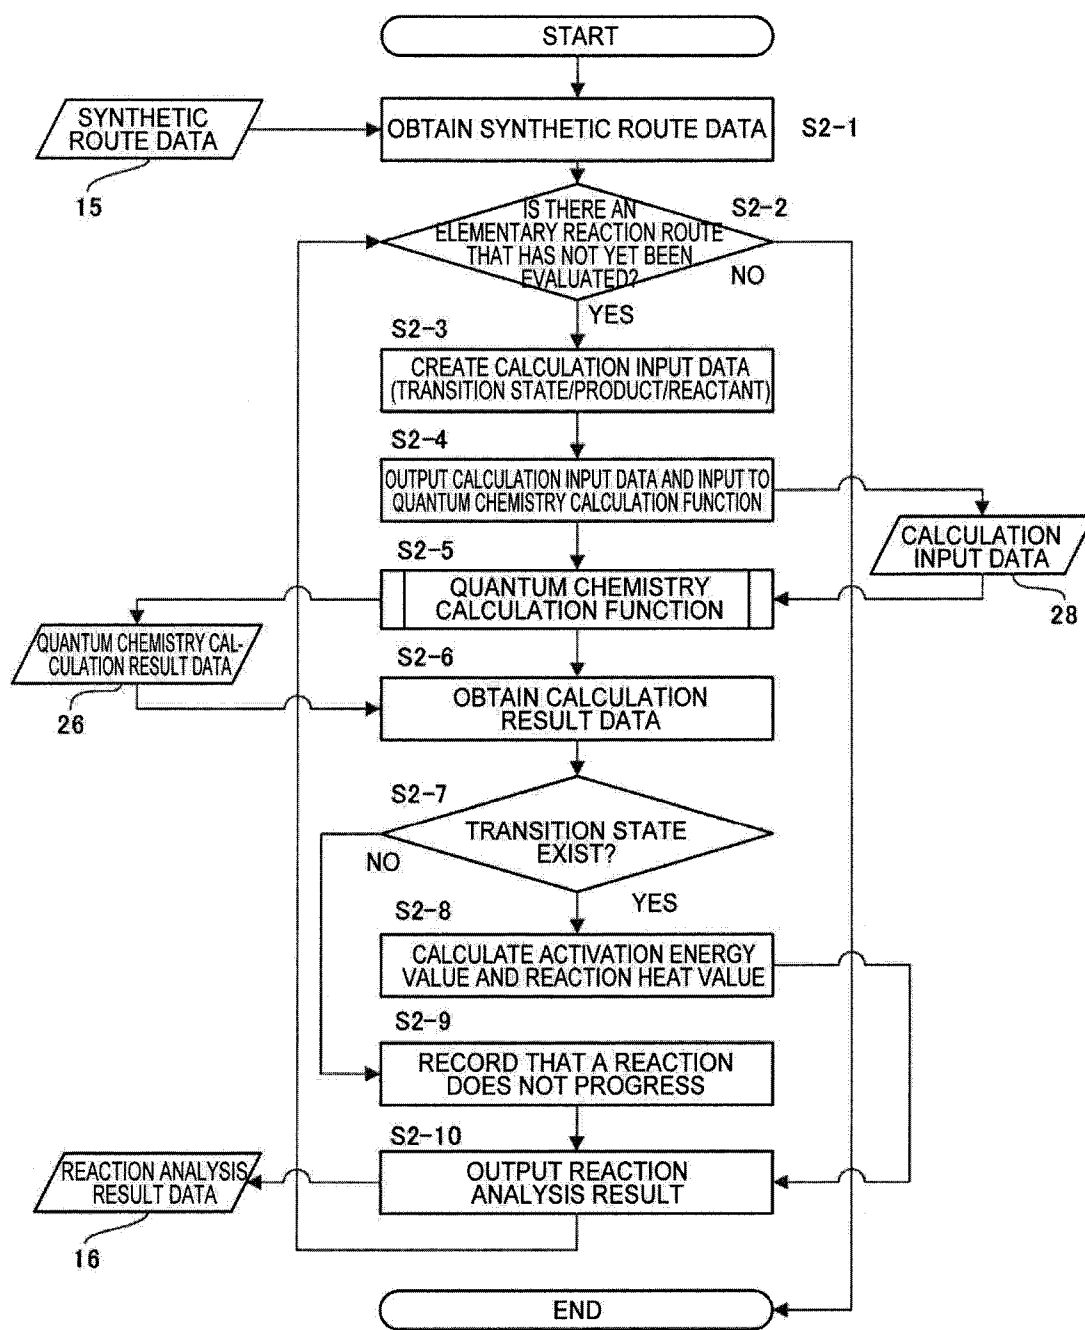 START
SYNTHETIC
ROUTE DATA
15
OBTAIN SYNTHETIC ROUTE DATA
S2-1
IS THERE AN
ELEMENTARY REACTION ROUTE
THAT HAS NOT YET BEEN
EVALUATED?
S2-2
NO
YES
S2-3
CREATE CALCULATION INPUT DATA
(TRANSITION STATE/PRODUCT/REACTANT)
S2-4
OUTPUT CALCULATION INPUT DATA AND INPUT TO
QUANTUM CHEMISTRY CALCULATION FUNCTION
CALCULATION
INPUT DATA
28
S2-5
QUANTUM CHEMISTRY
CALCULATION FUNCTION
QUANTUM CHEMISTRY CAL-
CULATION RESULT DATA
26
S2-6
OBTAIN CALCULATION
RESULT DATA
S2-7
TRANSITION STATE
EXIST?
NO
YES
S2-8
CALCULATE ACTIVATION ENERGY
VALUE AND REACTION HEAT VALUE
S2-9
RECORD THAT A REACTION
DOES NOT PROGRESS
S2-10
OUTPUT REACTION
ANALYSIS RESULT
REACTION ANALYSIS
RESULT DATA
16
END